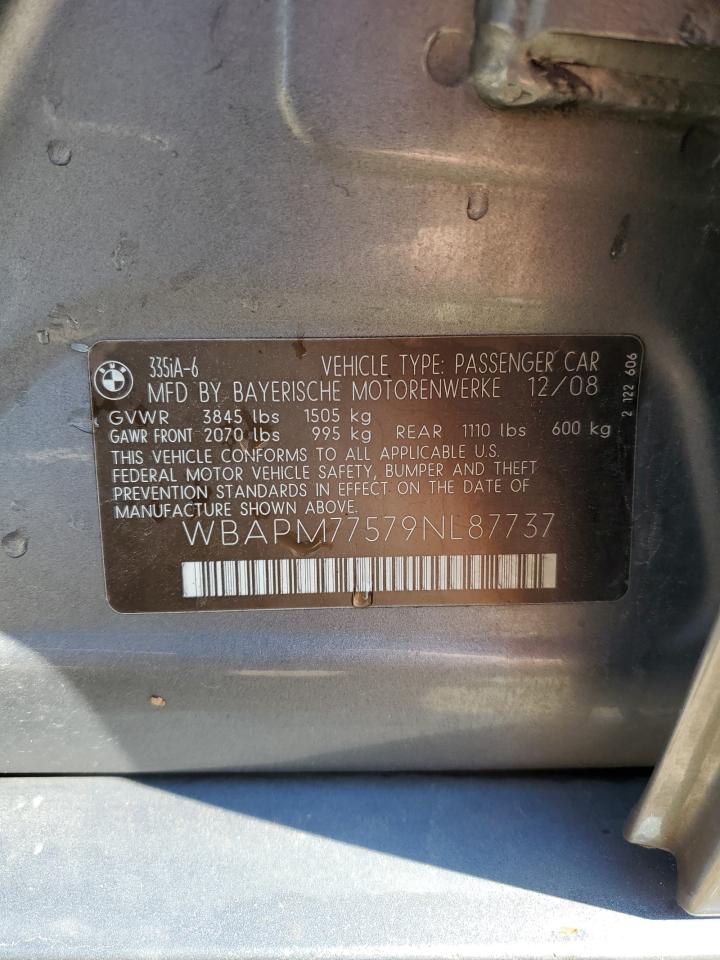 BMW
335iA-6 VEHICLE TYPE: PASSENGER CAR
MFD BY BAYERISCHE MOTORENWERKE 12/08
GVWR 3845 lbs 1505 kg
GAWR FRONT 2070 lbs 995 kg REAR 1110 lbs 600 kg
THIS VEHICLE CONFORMS TO ALL APPLICABLE U.S.
FEDERAL MOTOR VEHICLE SAFETY, BUMPER AND THEFT
PREVENTION STANDARDS IN EFFECT ON THE DATE OF
MANUFACTURE SHOWN ABOVE.
WBAPM77579NL87737
2 122 606